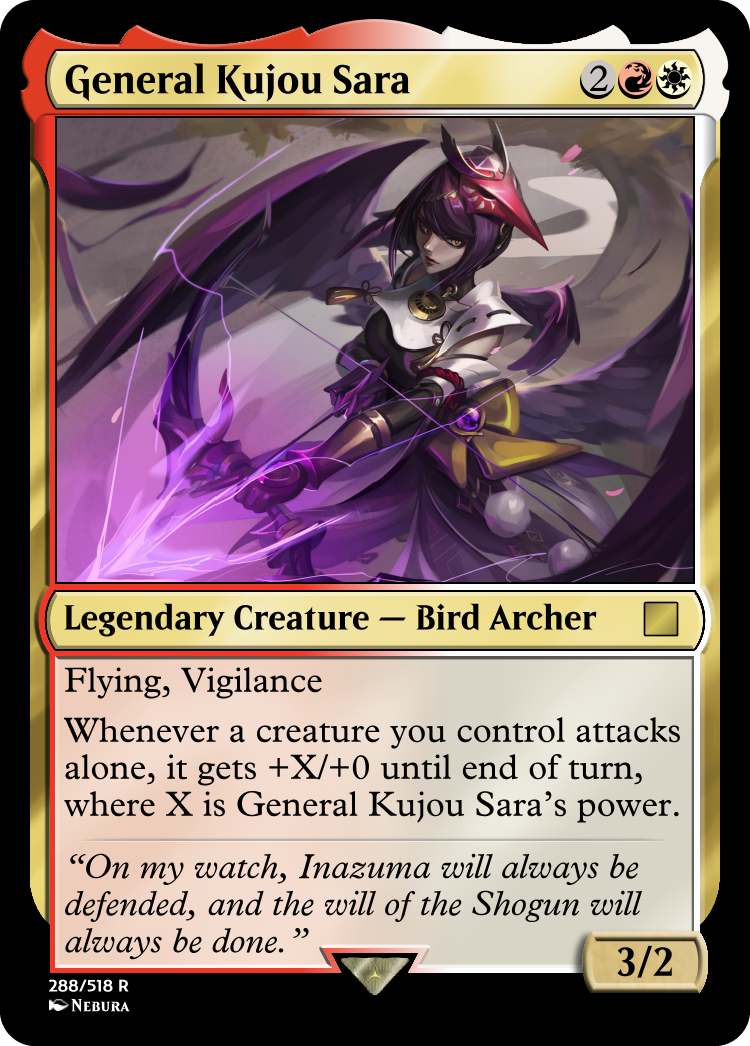 General Kujou Sara 2
Legendary Creature — Bird Archer
Flying, Vigilance
Whenever a creature you control attacks
alone, it gets +X/+0 until end of turn,
where X is General Kujou Sara's power.
“On my watch, Inazuma will always be
defended, and the will of the Shogun will
always be done.”
3/2
288/518 R
NEBURA